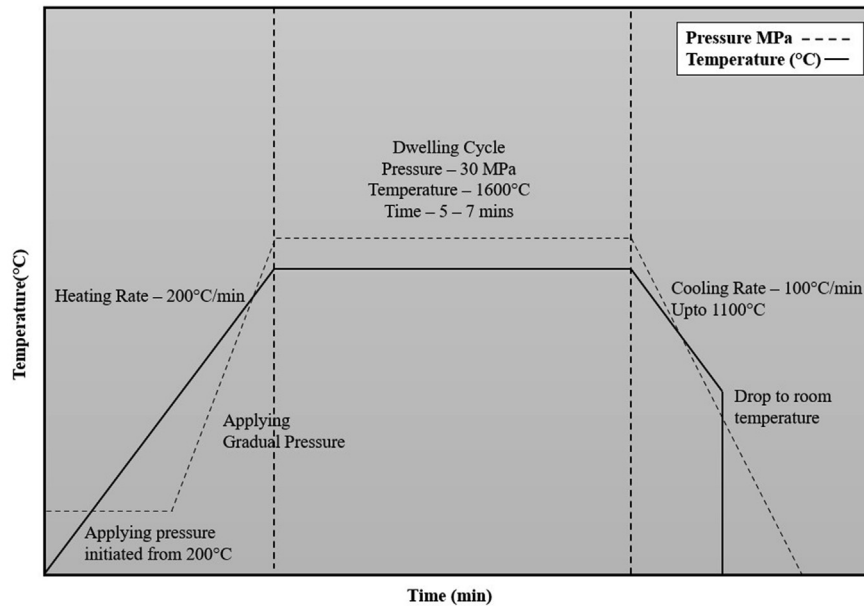 Pressure MPa
Temperature (°C)
Dwelling Cycle
Pressure – 30 MPa
Temperature – 1600°C
Time – 5 – 7 mins
Heating Rate – 200°C/min
Cooling Rate – 100°C/min
Upto 1100°C
Temperature(°C)
Applying
Gradual Pressure
Drop to room
temperature
Applying pressure
initiated from 200°C
Time (min)